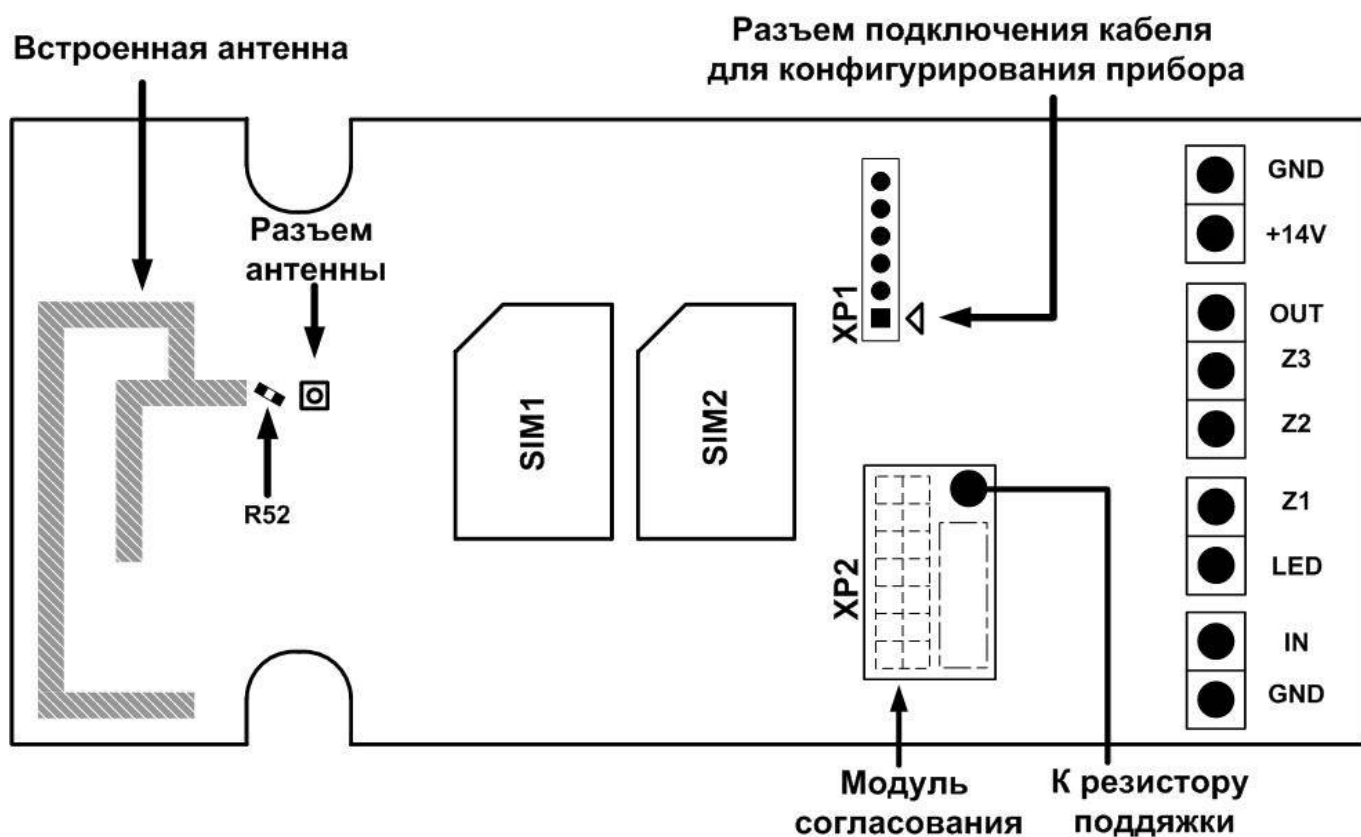 Встроенная антенна
Разъем подключения кабеля
для конфигурирования прибора
Разъем
антенны
R52
SIM1
SIM2
XP1
XP2
GND
+14V
OUT
Z3
Z2
Z1
LED
IN
GND
Модуль
согласования
К резистору
поддяжки